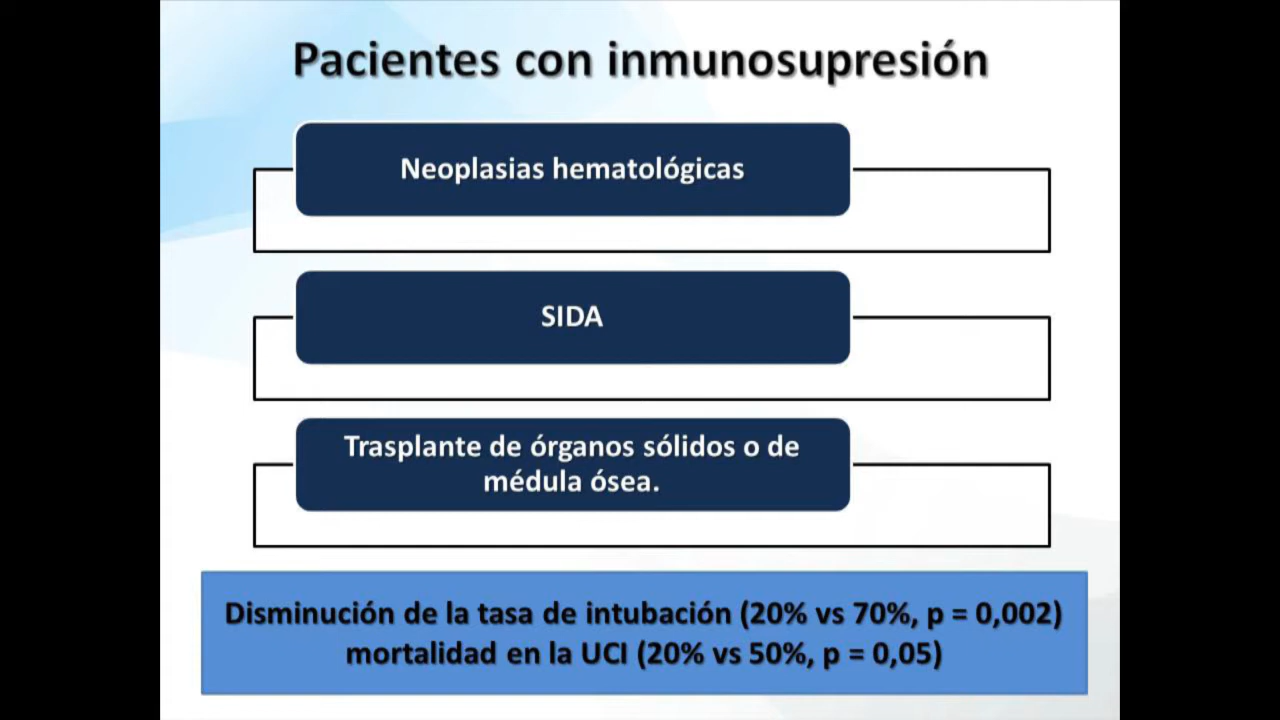 Pacientes con inmunosupresión
Neoplasias hematológicas
SIDA
Trasplante de órganos sólidos o de
médula ósea.
Disminución de la tasa de intubación (20% vs 70%, p = 0,002)
mortalidad en la UCI (20% vs 50%, p = 0,05)